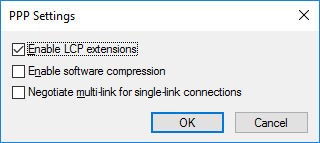 PPP Settings
Enable LCP extensions
Enable software compression
Negotiate multi-link for single-link connections
OK Cancel